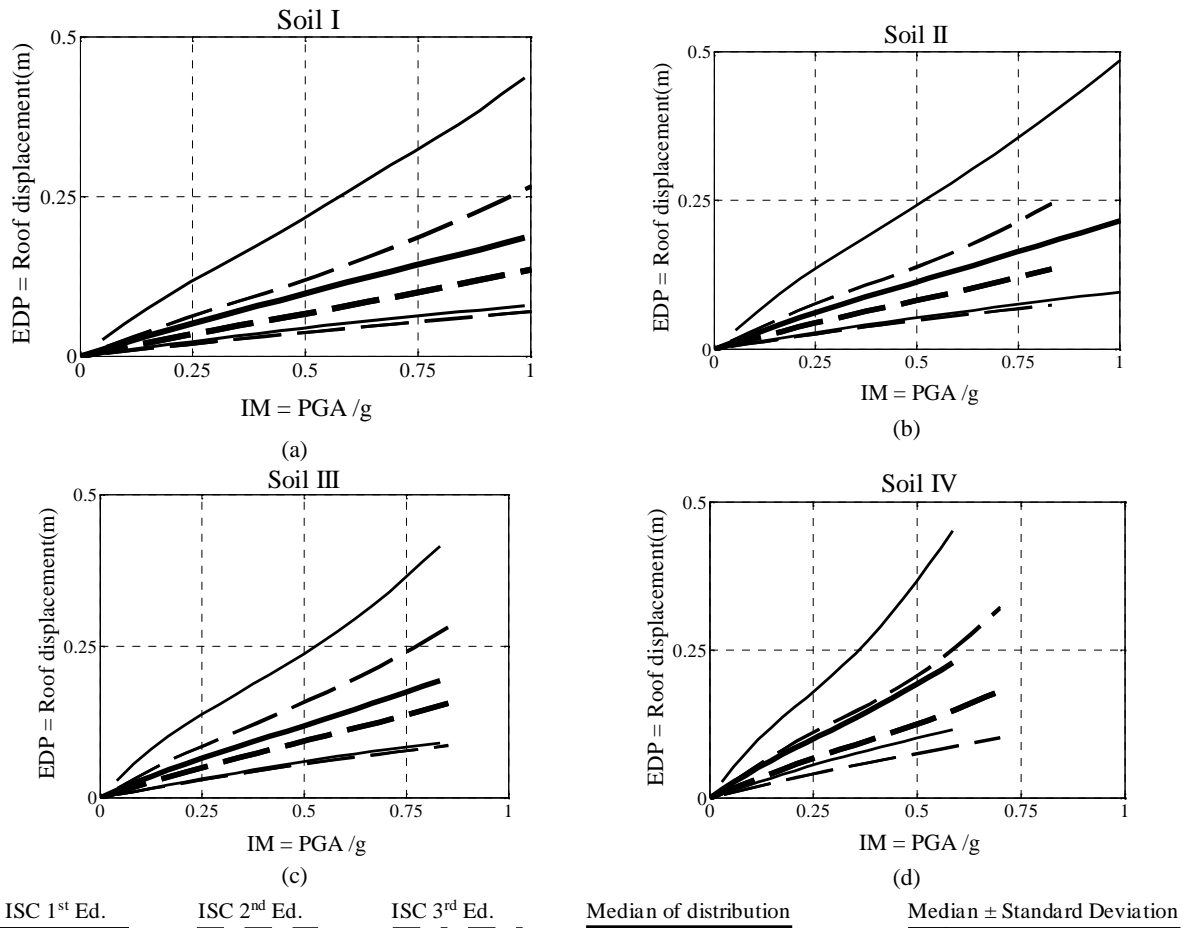 Soil I
0.5
0.25
0
EDP = Roof displacement(m)
0
0.25
0.5
0.75
1
IM = PGA /g
(a)
Soil II
0.5
0.25
0
EDP = Roof displacement(m)
0
0.25
0.5
0.75
1
IM = PGA /g
(b)
Soil III
0.5
0.25
0
EDP = Roof displacement(m)
0
0.25
0.5
0.75
1
IM = PGA /g
(c)
Soil IV
0.5
0.25
0
EDP = Roof displacement(m)
0
0.25
0.5
0.75
1
IM = PGA /g
(d)
ISC 1st Ed. ISC 2nd Ed. ISC 3rd Ed. Median of distribution Median ± Standard Deviation